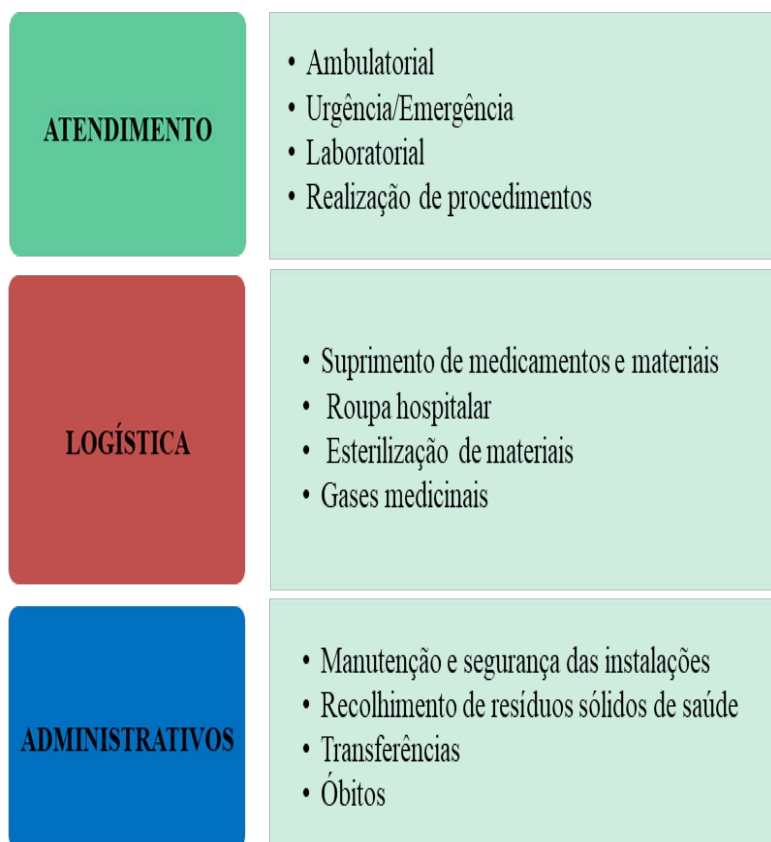 ATENDIMENTO
• Ambulatorial
• Urgência/Emergência
• Laboratorial
• Realização de procedimentos
LOGÍSTICA
• Suprimento de medicamentos e materiais
• Roupa hospitalar
• Esterilização de materiais
• Gases medicinais
ADMINISTRATIVOS
• Manutenção e segurança das instalações
• Recolhimento de resíduos sólidos de saúde
• Transferências
• Óbitos